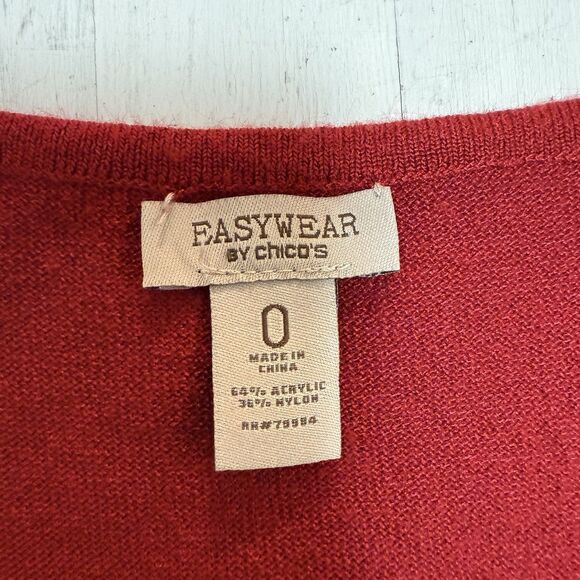 EASYWEAR
BY CHICO'S
0
MADE IN
CHINA
64% ACRYLIC
36% NYLON
RN#79984